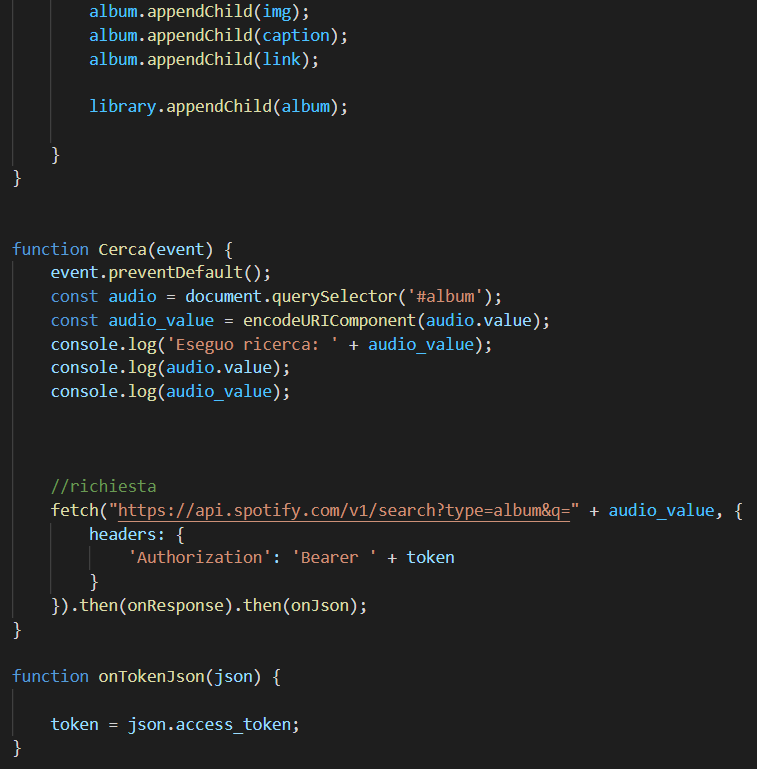 album.appendChild(img);
album.appendChild(caption);
album.appendChild(link);
library.appendChild(album);
}
}
function Cerca(event) {
event.preventDefault();
const audio = document.querySelector('#album');
const audio_value = encodeURIComponent(audio.value);
console.log('Eseguo ricerca: ' + audio_value);
console.log(audio.value);
console.log(audio_value);
//richiesta
fetch("https://api.spotify.com/v1/search?type=album&q=" + audio_value, {
headers: {
'Authorization': 'Bearer ' + token
}
}).then(onResponse).then(onJson);
}
function onTokenJson(json) {
token = json.access_token;
}